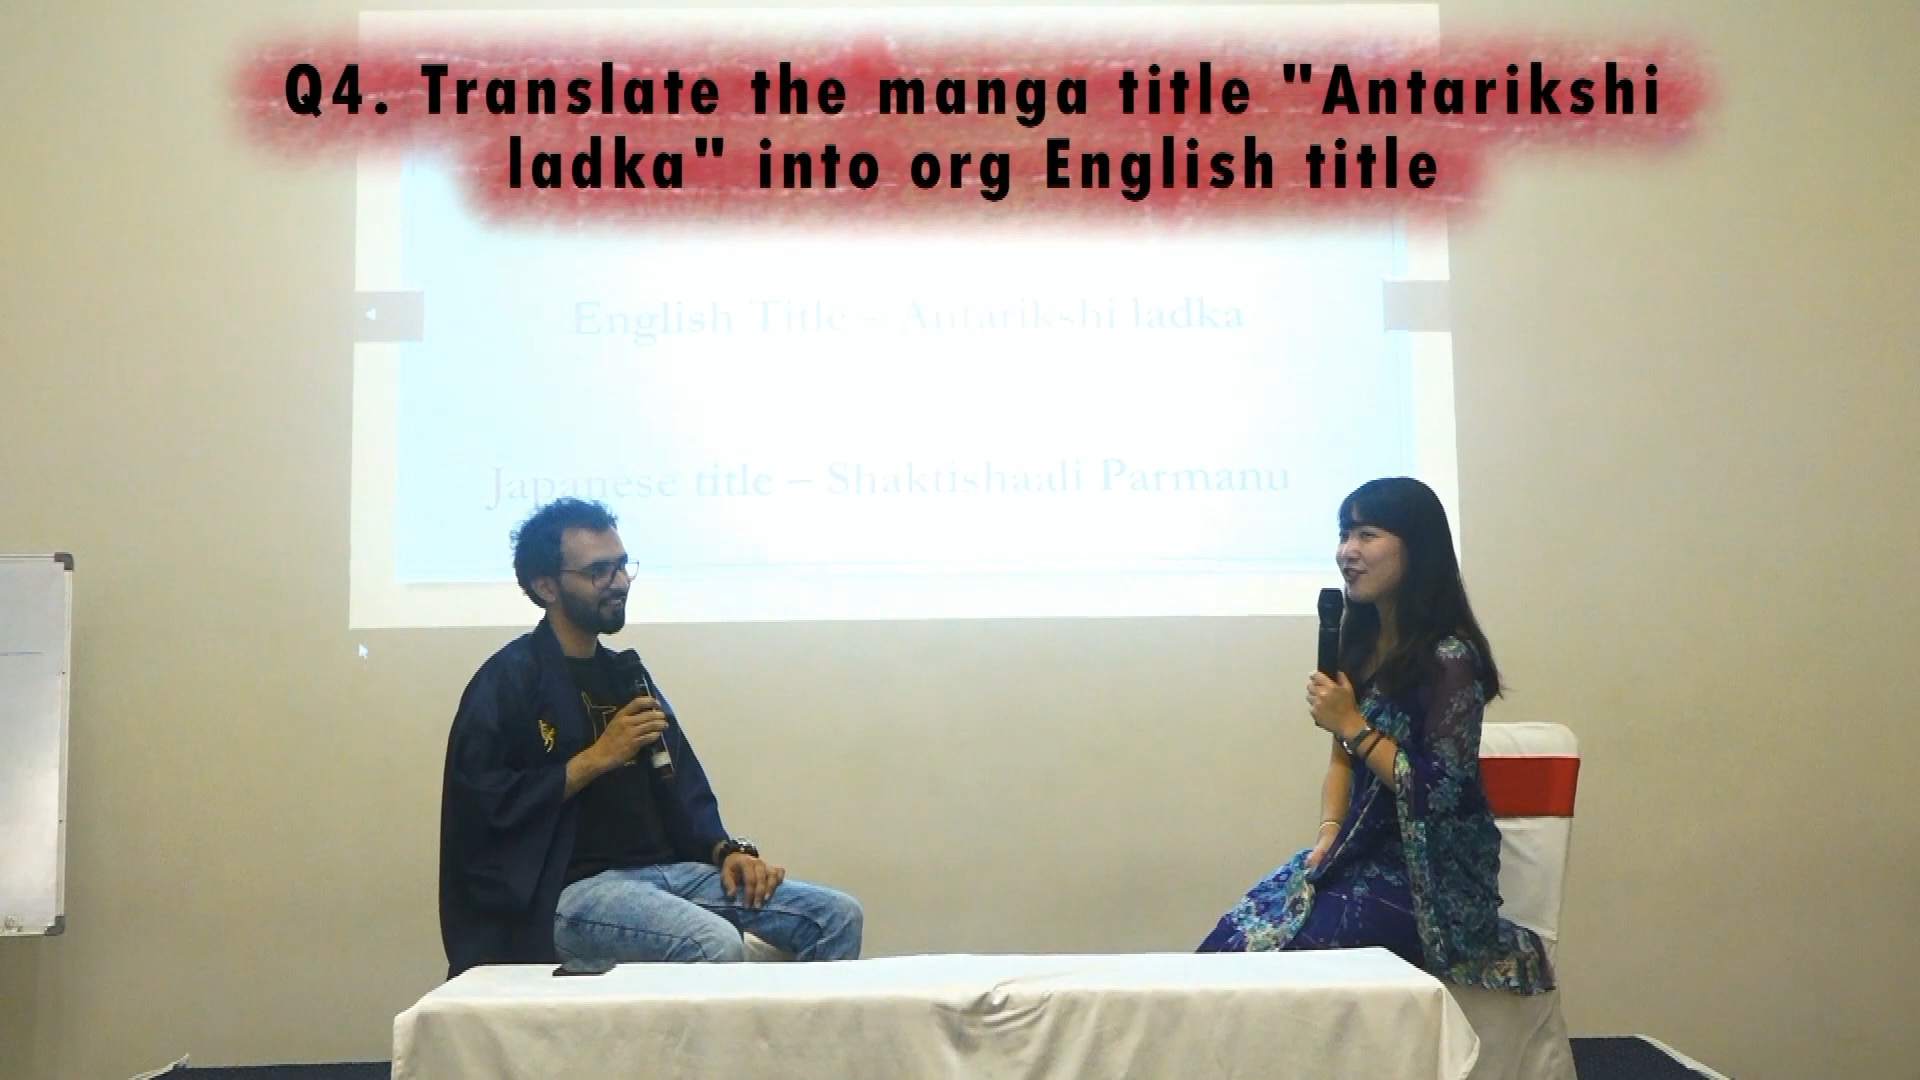 Q4. Translate the manga title "Antarikshi
ladka" into org English title
English Title – Antarikshi ladka
Japanese title – Shaktishaali Parmanu